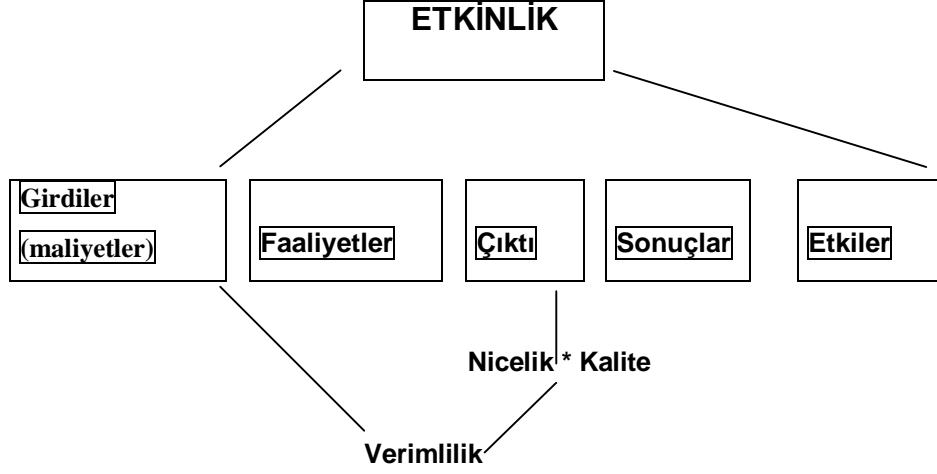 ETKİNLİK
Girdiler
(maliyetler)
Faaliyetler
Çıktı
Sonuçlar
Etkiler
Nicelik * Kalite
Verimlilik